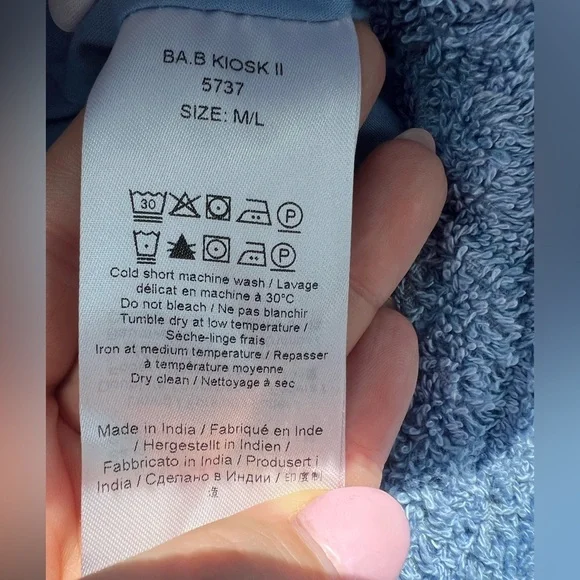 BA.B KIOSK II
5737
SIZE: M/L
30 P
P
Cold short machine wash / Lavage
délicat en machine à 30°C
Do not bleach / Ne pas blanchir
Tumble dry at low temperature /
Sèche-linge frais
Iron at medium temperature / Repasser
à température moyenne
Dry clean / Nettoyage à sec
Made in India / Fabriqué en Inde
/ Hergestellt in Indien /
Fabbricato in India / Produsert i
India / Сделано в Индии / 印度制
造